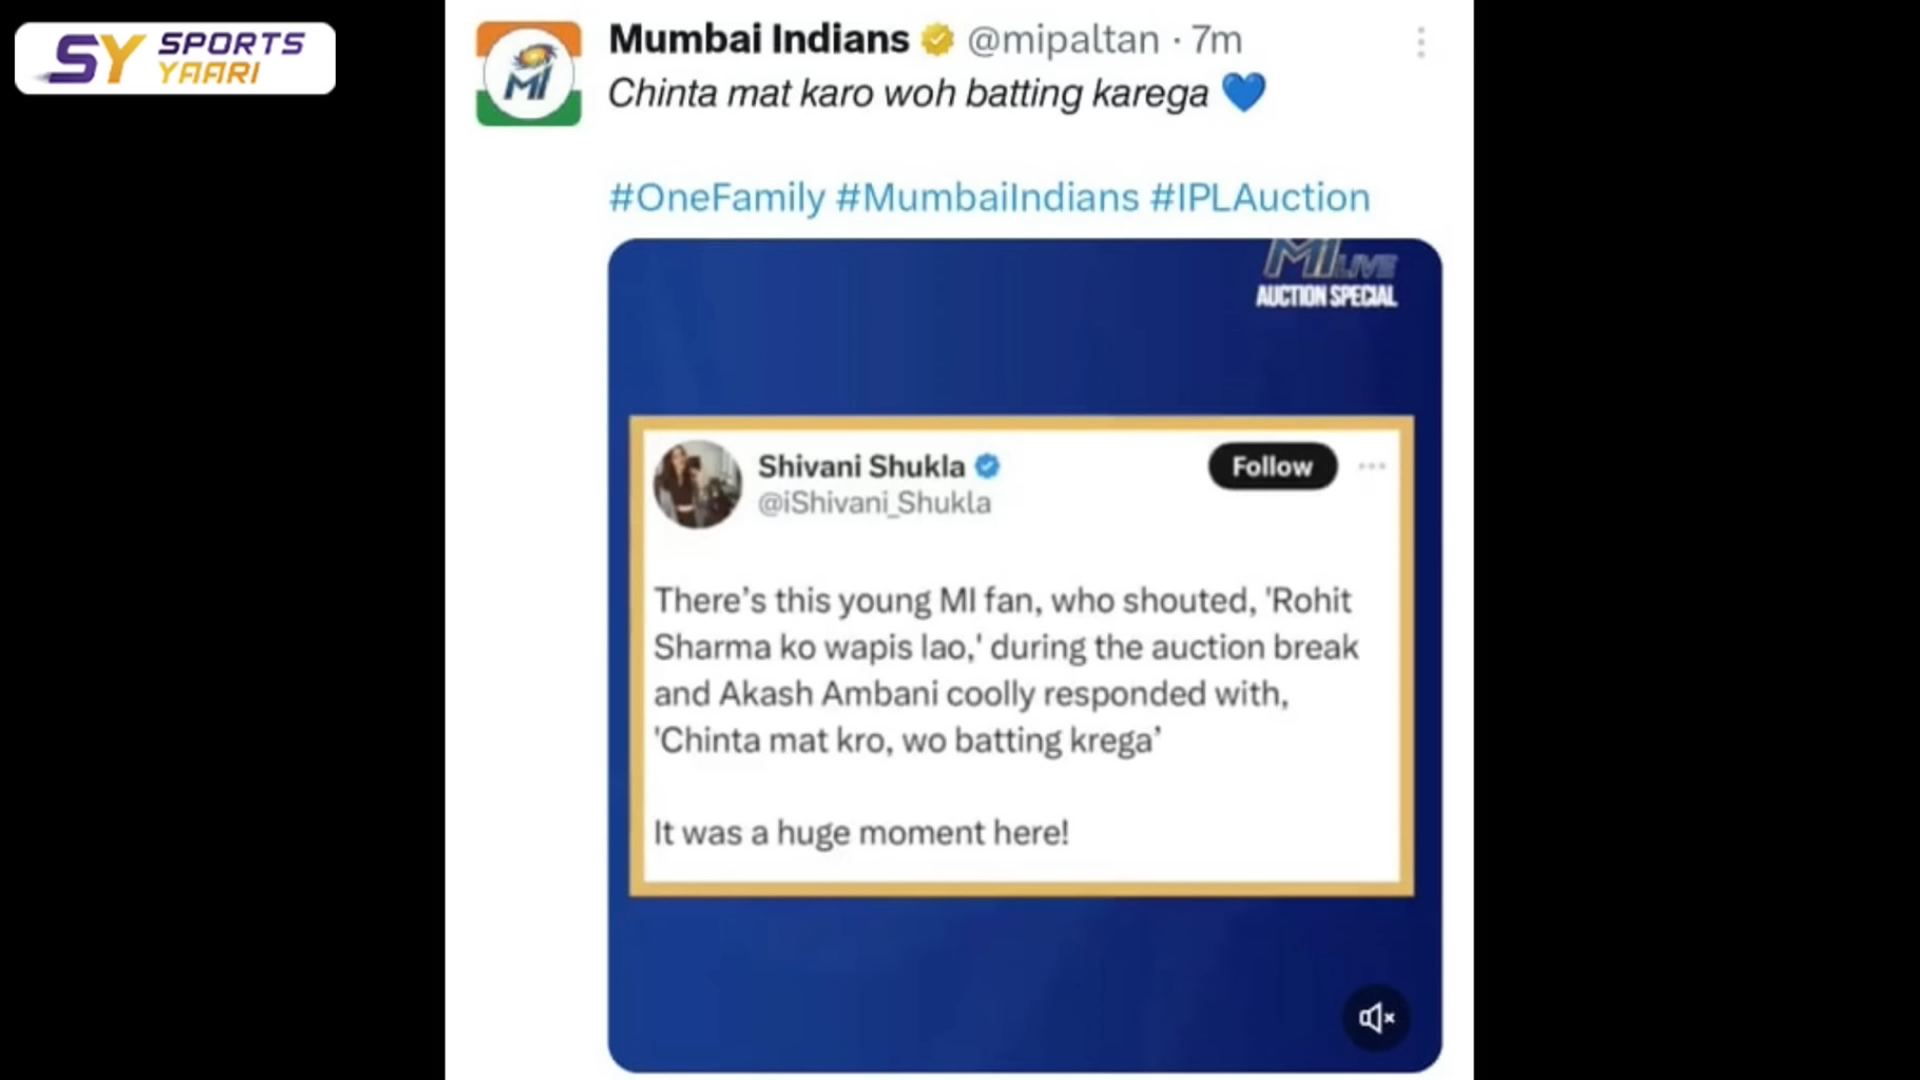 SY SPORTS
YAARI
Mumbai Indians @mipaltan · 7m
Chinta mat karo woh batting karega 💙
#OneFamily #MumbaiIndians #IPLAuction
MI LIVE
AUCTION SPECIAL
MI
Shivani Shukla
Follow
@iShivani_Shukla
There's this young MI fan, who shouted, 'Rohit
Sharma ko wapis lao,' during the auction break
and Akash Ambani coolly responded with,
'Chinta mat kro, wo batting krega’
It was a huge moment here!